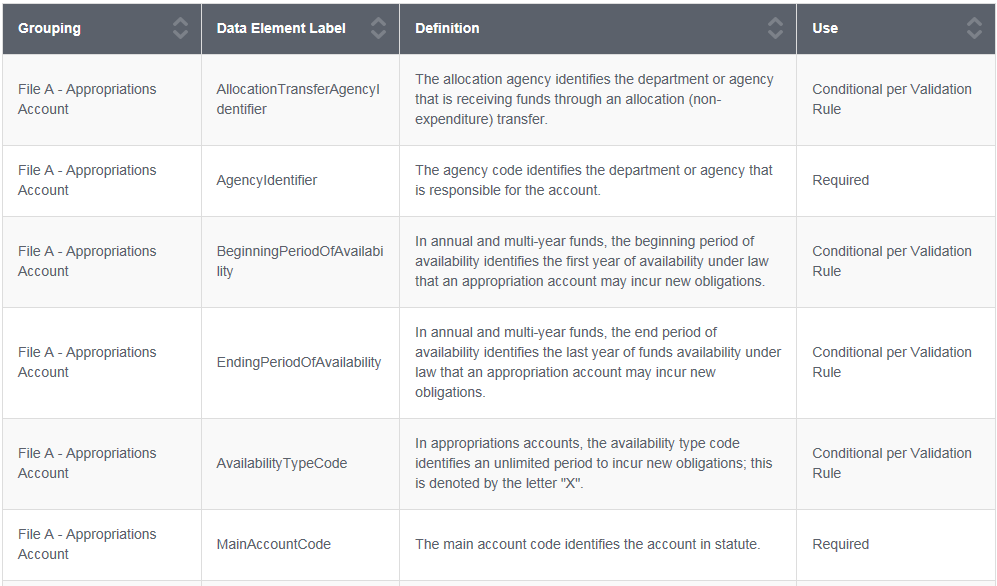 Grouping Data Element Label Definition Use
File A - Appropriations
Account
AllocationTransferAgencyI
dentifier
The allocation agency identifies the department or agency
that is receiving funds through an allocation (non-
expenditure) transfer.
Conditional per Validation
Rule
File A - Appropriations
Account
AgencyIdentifier
The agency code identifies the department or agency that
is responsible for the account.
Required
File A - Appropriations
Account
BeginningPeriodOfAvailabi
lity
In annual and multi-year funds, the beginning period of
availability identifies the first year of availability under law
that an appropriation account may incur new obligations.
Conditional per Validation
Rule
File A - Appropriations
Account
EndingPeriodOfAvailability
In annual and multi-year funds, the end period of
availability identifies the last year of funds availability under
law that an appropriation account may incur new
obligations.
Conditional per Validation
Rule
File A - Appropriations
Account
AvailabilityTypeCode
In appropriations accounts, the availability type code
identifies an unlimited period to incur new obligations; this
is denoted by the letter "X".
Conditional per Validation
Rule
File A - Appropriations
Account
MainAccountCode
The main account code identifies the account in statute.
Required